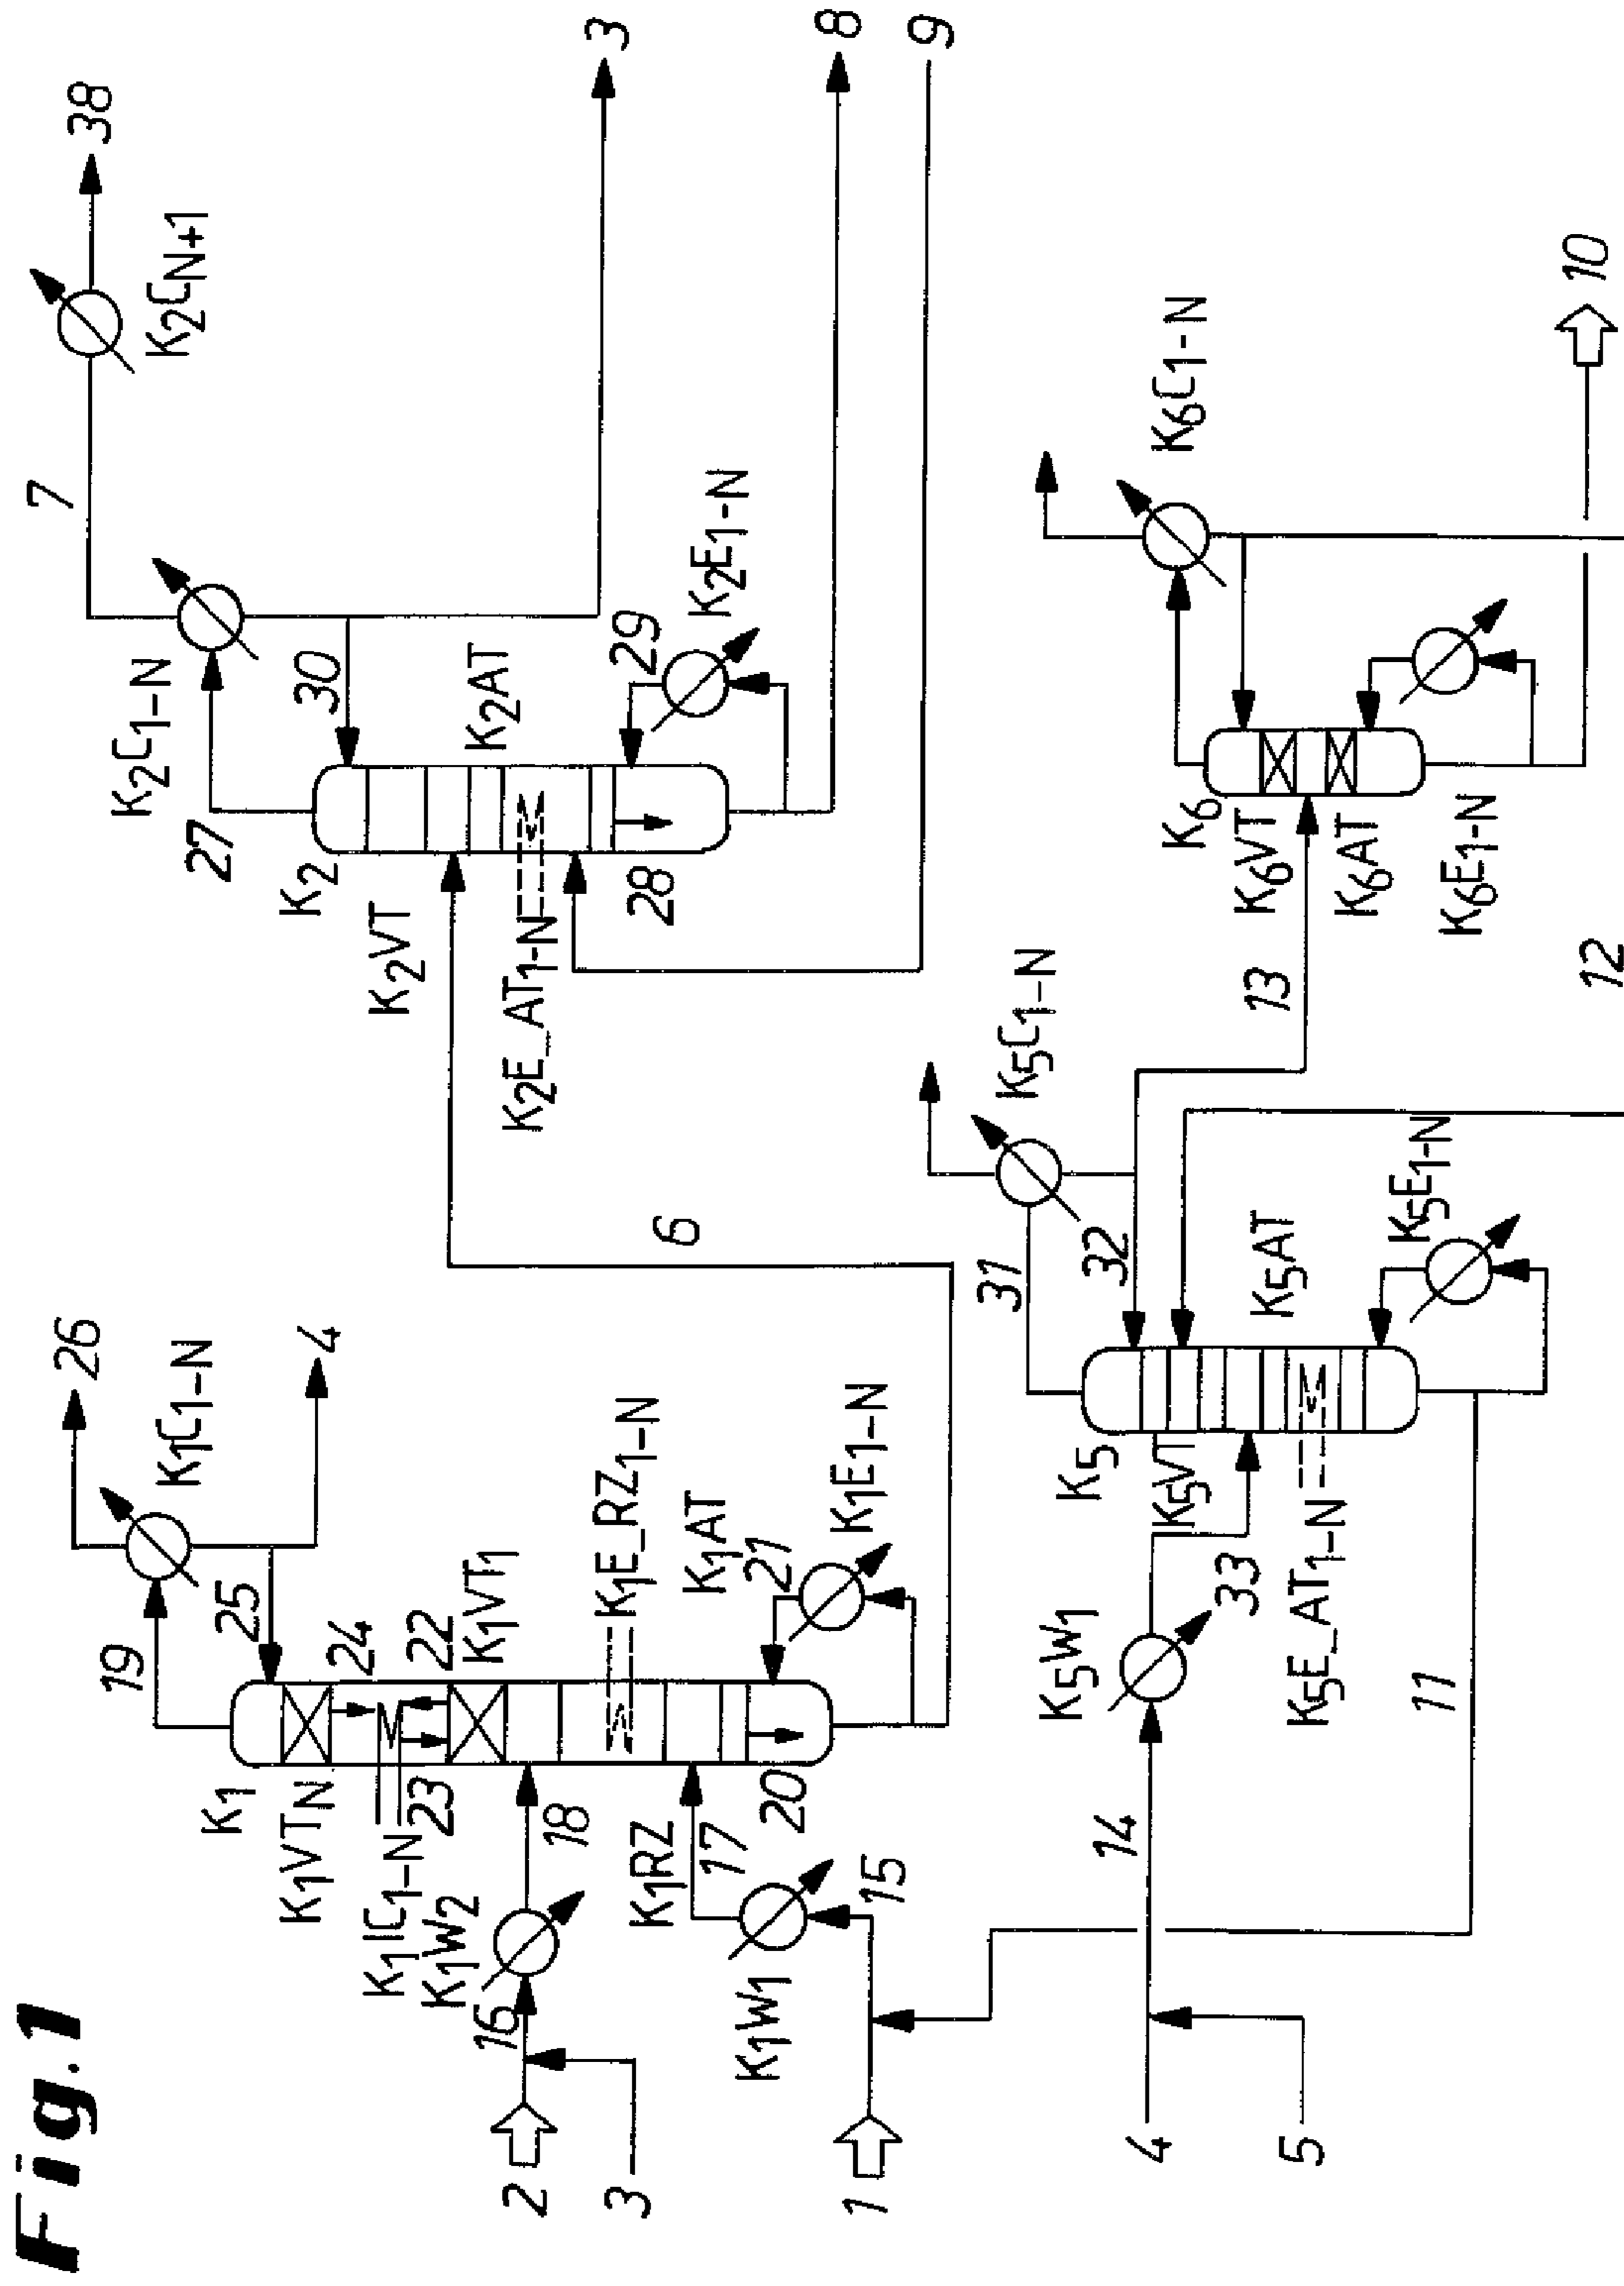 Fig.1
26
K1C1-N
19
25
4
24
22
K1VT1
K1
K1VTN
K1IC1-N
23
K1E_RZ1-N
K1AT
21
K1E1-N
2
16
K1W2
18
3
K1RZ
17
20
K1W1
15
1
6
7
38
K2CN+1
K2C1-N
27
30
3
K2
K2VT
K2AT
K2E_AT1-N
28
29
K2E1-N
8
9
K5C1-N
31
32
K5
K5VT
K5AT
K5W1
33
K5E_AT1-N
K5E1-N
4
14
5
11
13
K6C1-N
K6
K6VT
K6AT
K6E1-N
10
12